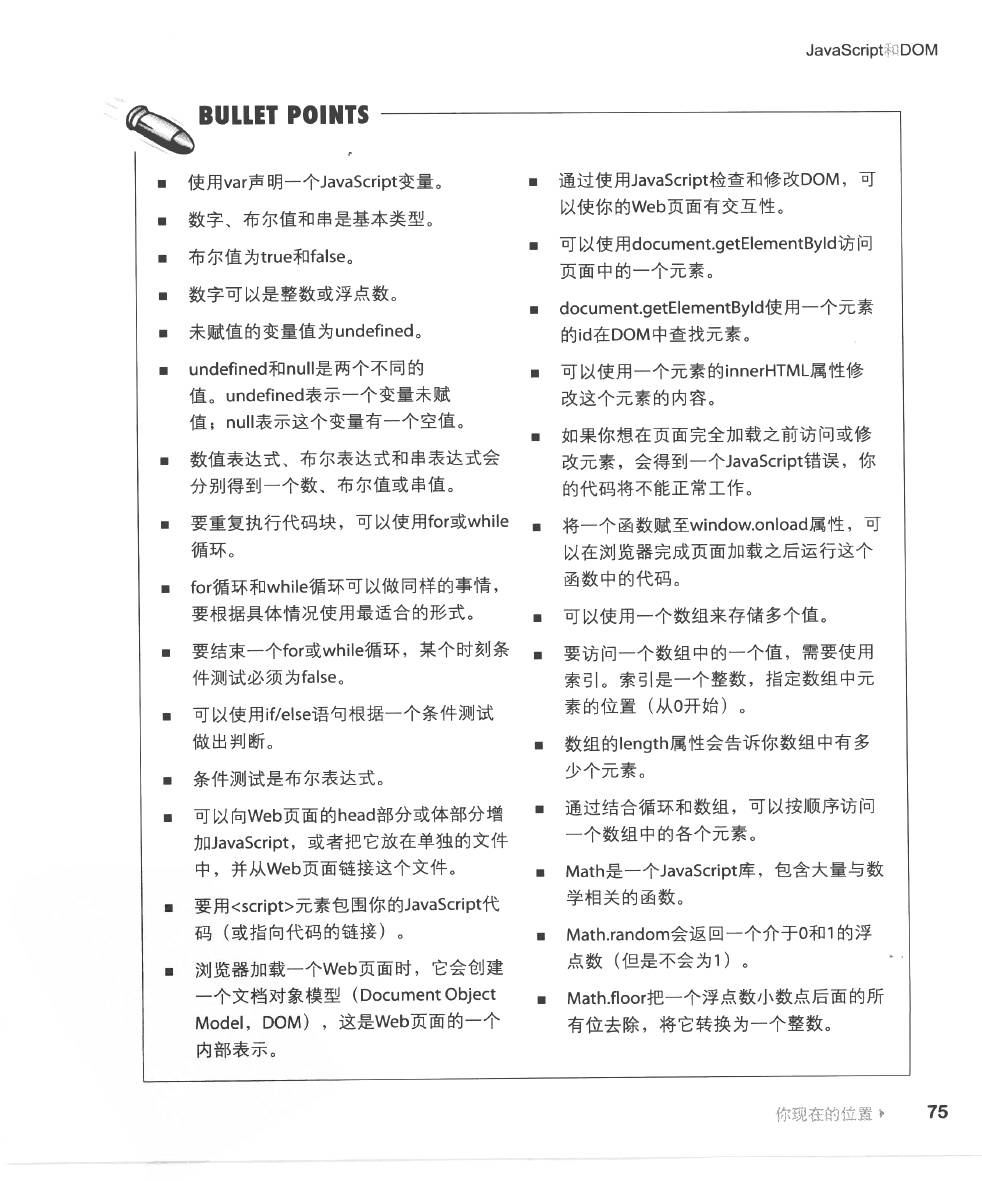 JavaScript和DOM
BULLET POINTS
■ 使用var声明一个JavaScript变量。
■ 数字、布尔值和串是基本类型。
■ 布尔值为true和false。
■ 数字可以是整数或浮点数。
■ 未赋值的变量值为undefined。
■ undefined和null是两个不同的
值。undefined表示一个变量未赋
值；null表示这个变量有一个空值。
■ 数值表达式、布尔表达式和串表达式会
分别得到一个数、布尔值或串值。
■ 要重复执行代码块，可以使用for或while
循环。
■ for循环和while循环可以做同样的事情，
要根据具体情况使用最适合的形式。
■ 要结束一个for或while循环，某个时刻条
件测试必须为false。
■ 可以使用if/else语句根据一个条件测试
做出判断。
■ 条件测试是布尔表达式。
■ 可以向Web页面的head部分或体部分增
加JavaScript，或者把它放在单独的文件
中，并从Web页面链接这个文件。
■ 要用<script>元素包围你的JavaScript代
码（或指向代码的链接）。
■ 浏览器加载一个Web页面时，它会创建
一个文档对象模型（Document Object
Model，DOM），这是Web页面的一个
内部表示。
■ 通过使用JavaScript检查和修改DOM，可
以使你的Web页面有交互性。
■ 可以使用document.getElementById访问
页面中的一个元素。
■ document.getElementById使用一个元素
的id在DOM中查找元素。
■ 可以使用一个元素的innerHTML属性修
改这个元素的内容。
■ 如果你想在页面完全加载之前访问或修
改元素，会得到一个JavaScript错误，你
的代码将不能正常工作。
■ 将一个函数赋至window.onload属性，可
以在浏览器完成页面加载之后运行这个
函数中的代码。
■ 可以使用一个数组来存储多个值。
■ 要访问一个数组中的一个值，需要使用
索引。索引是一个整数，指定数组中元
素的位置（从0开始）。
■ 数组的length属性会告诉你数组中有多
少个元素。
■ 通过结合循环和数组，可以按顺序访问
一个数组中的各个元素。
■ Math是一个JavaScript库，包含大量与数
学相关的函数。
■ Math.random会返回一个介于0和1的浮
点数（但是不会为1）。
■ Math.floor把一个浮点数小数点后面的所
有位去除，将它转换为一个整数。
你现在的位置 ▸ 75